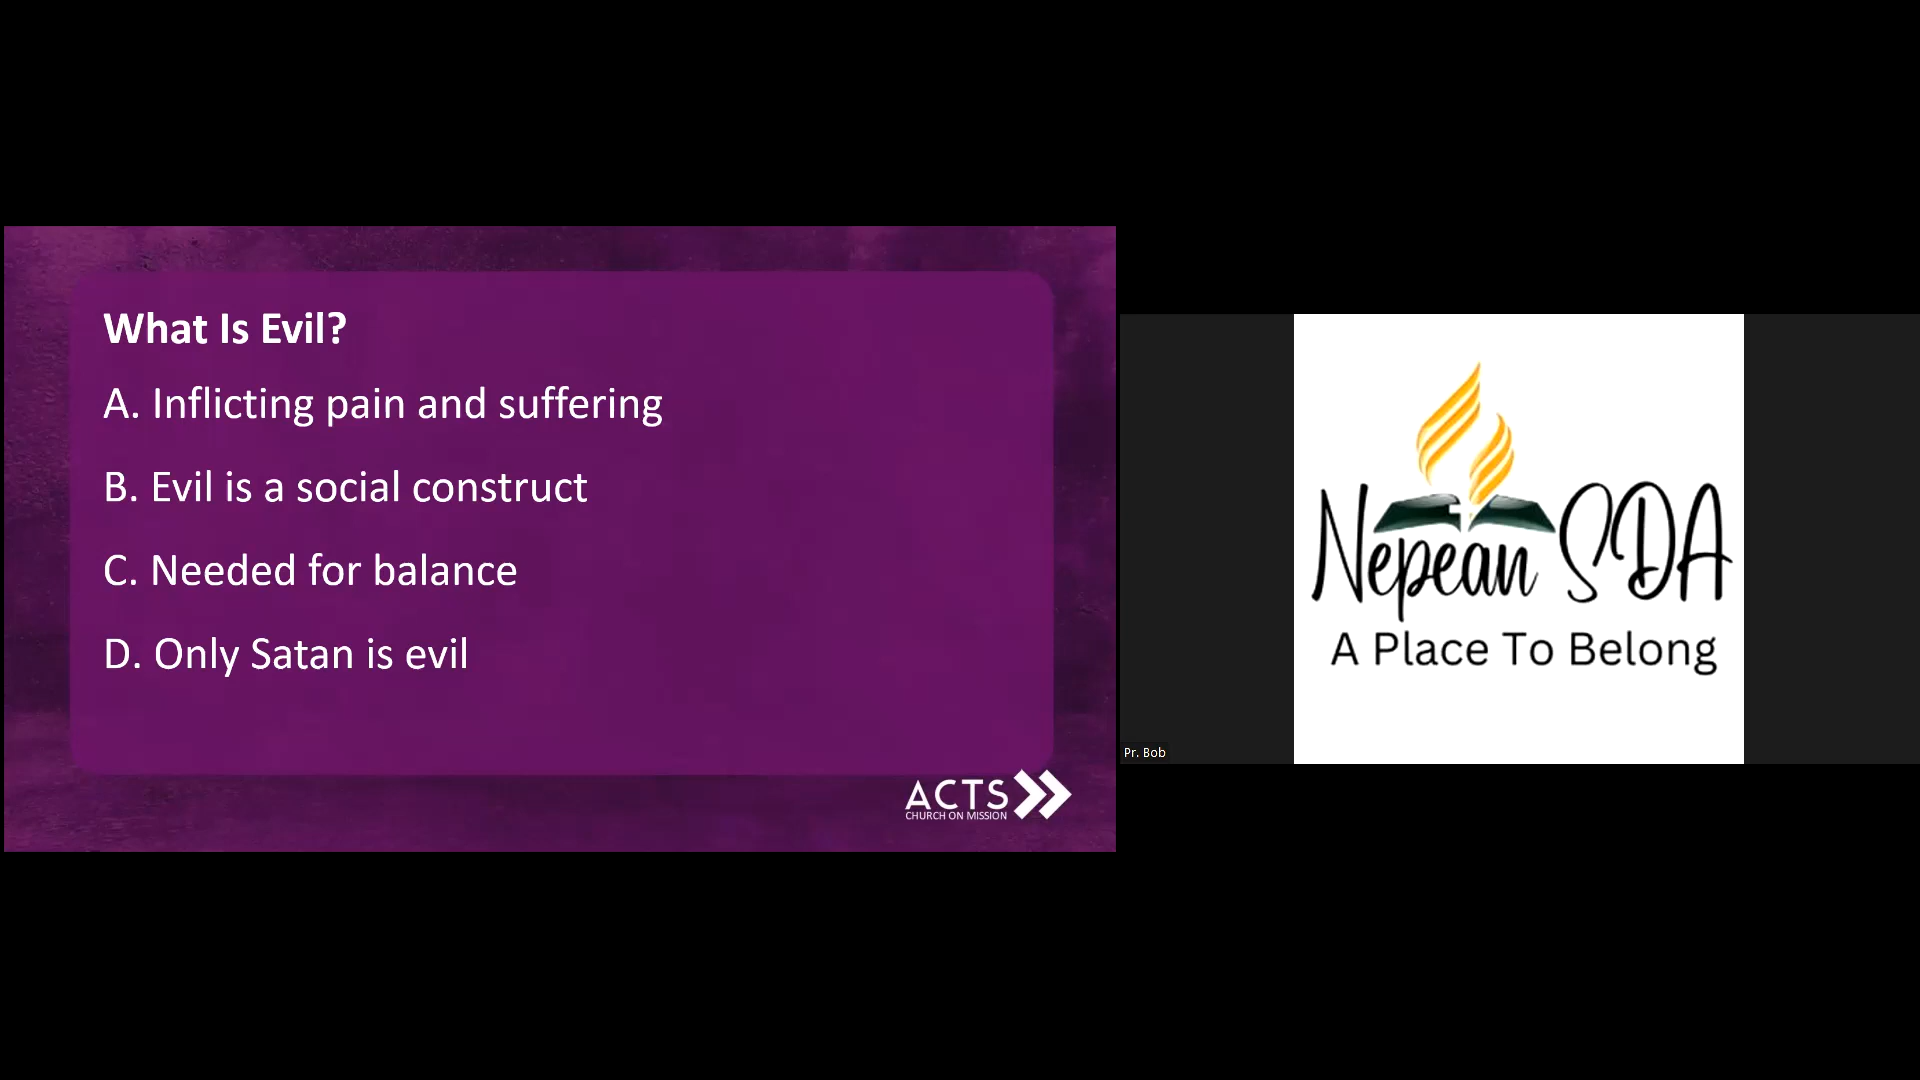 What Is Evil?
A. Inflicting pain and suffering
B. Evil is a social construct
C. Needed for balance
D. Only Satan is evil
ACTS
CHURCH ON MISSION
Nepean SDA
A Place To Belong
Pr. Bob